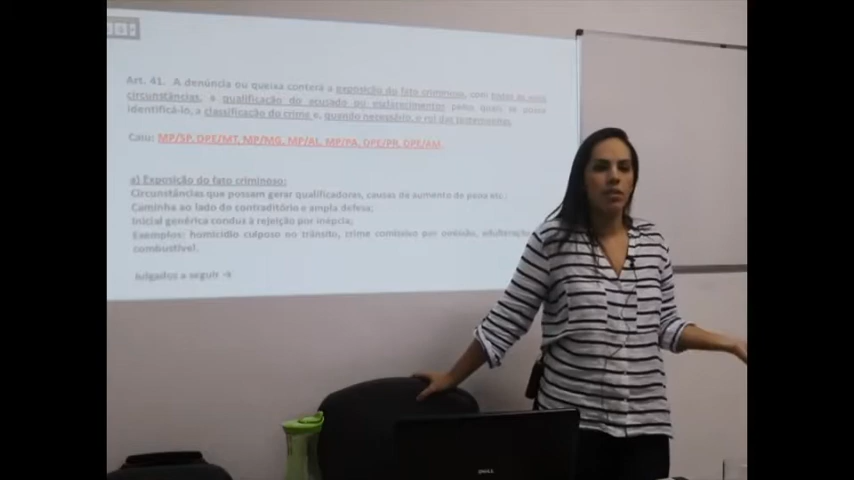 Art. 41. A denúncia ou queixa conterá a exposição do fato criminoso, com todas as suas
circunstâncias, a qualificação do acusado ou esclarecimentos pelos quais se possa
identificá-lo, a classificação do crime e, quando necessário, o rol das testemunhas.
Caiu: MP/SP, DPE/MT, MP/MG, MP/AL, MP/PA, DPE/PR, DPE/AM.
a) Exposição do fato criminoso:
Circunstâncias que possam gerar qualificadoras, causas de aumento de pena etc.
Caminha ao lado do contraditório e ampla defesa;
Inicial genérica conduz à rejeição por inépcia;
Exemplos: homicídio culposo no trânsito, crime comissivo por omissão, adulteração
combustível.
Julgados a seguir →
DELL